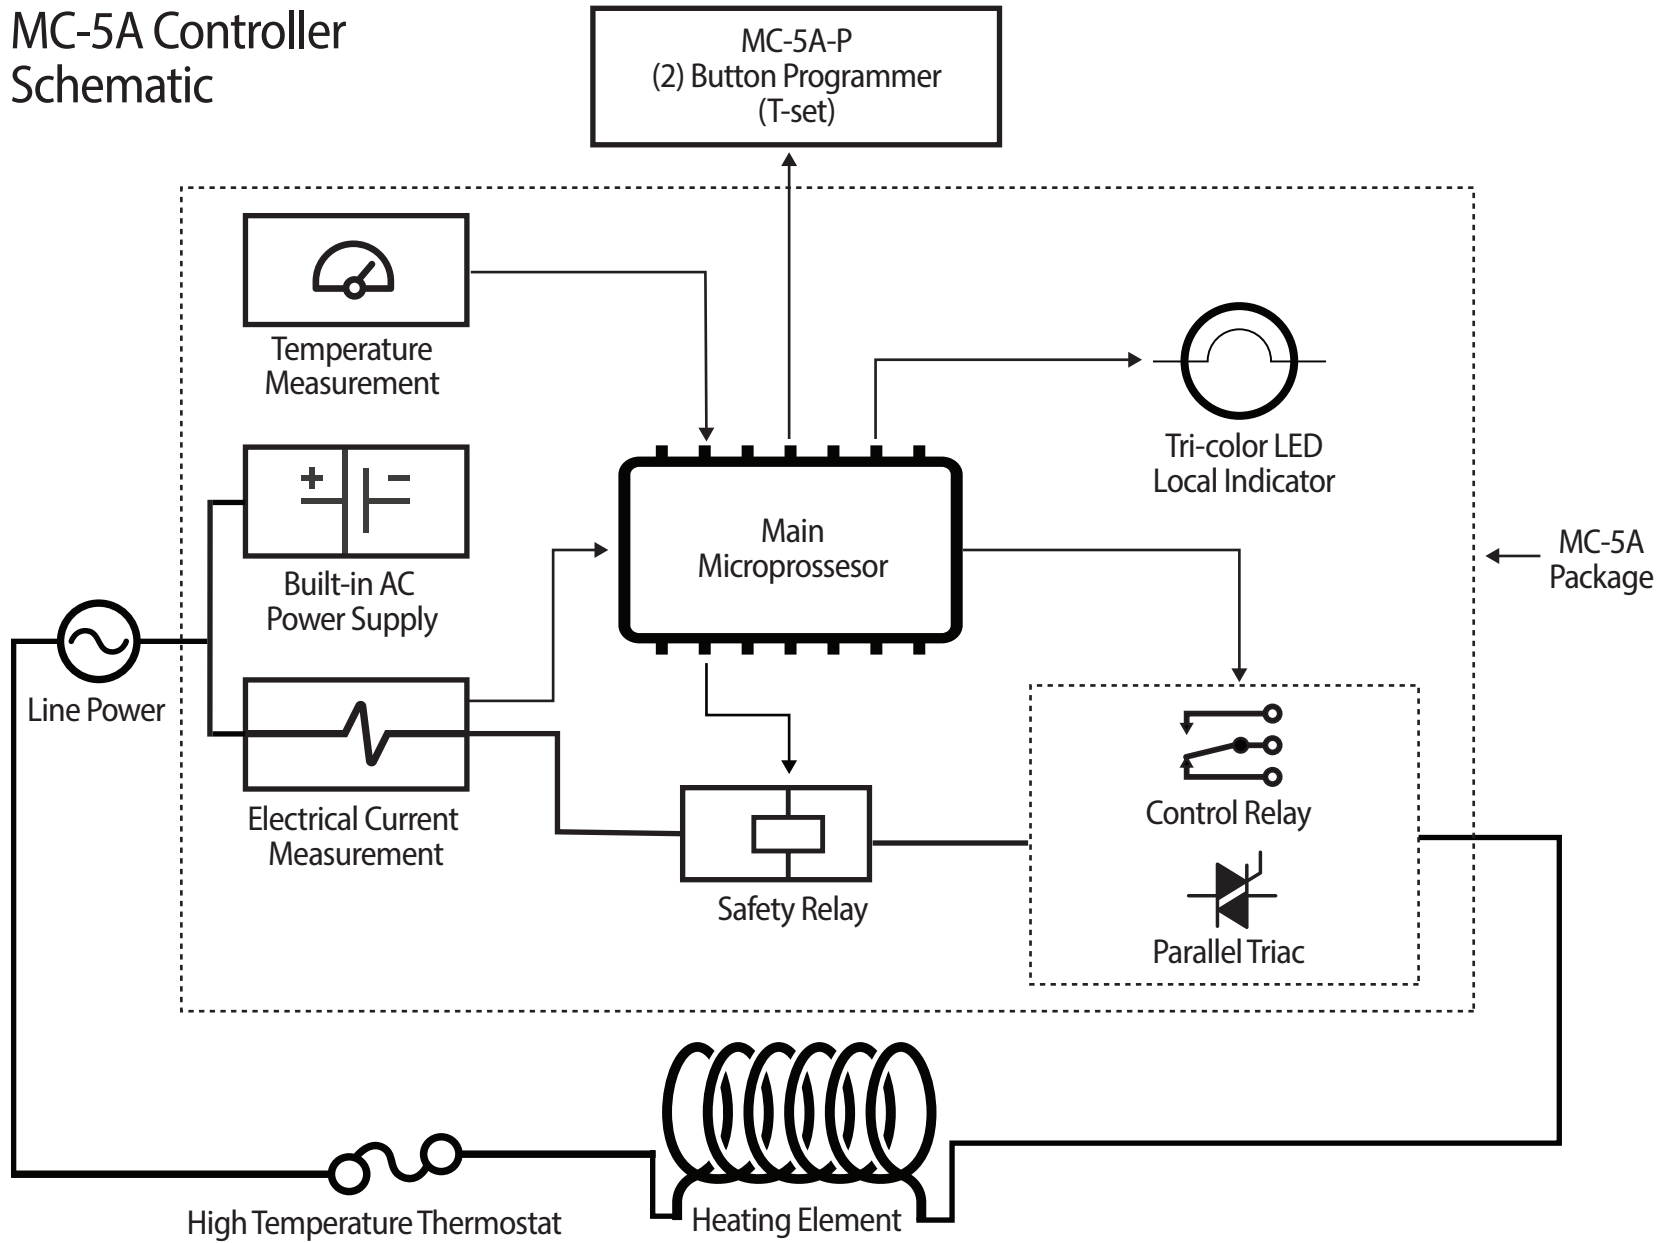 MC-5A Controller
Schematic
MC-5A-P
(2) Button Programmer
(T-set)
Temperature
Measurement
Tri-color LED
Local Indicator
Main
Microprossesor
MC-5A
Package
Built-in AC
Power Supply
Line Power
Electrical Current
Measurement
Control Relay
Safety Relay
Parallel Triac
High Temperature Thermostat
Heating Element